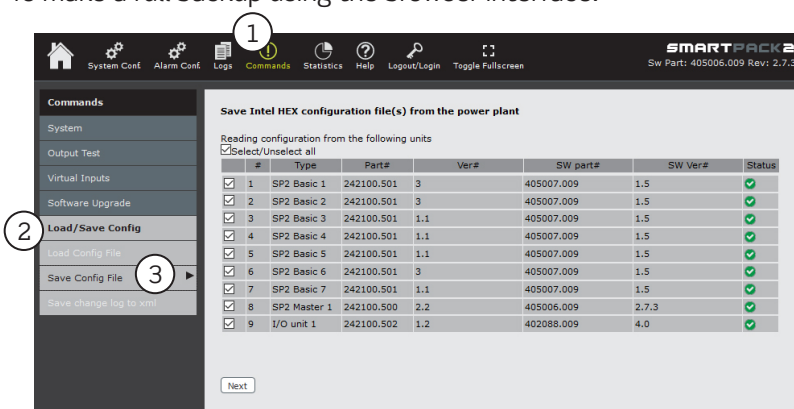 To make a full backup using the browser interface.
1
SMARTPACK2
System Conf. Alarm Conf. Logs Commands Statistics Help Logout/Login Toggle Fullscreen
Sw Part: 405006.009 Rev: 2.7.3
Commands
System
Output Test
Virtual Inputs
Software Upgrade
2 Load/Save Config
Load Config File
Save Config File 3
Save change log to xml
Save Intel HEX configuration file(s) from the power plant
Reading configuration from the following units
Select/Unselect all
# Type Part# Ver# SW part# SW Ver# Status
1 SP2 Basic 1 242100.501 3 405007.009 1.5
2 SP2 Basic 2 242100.501 3 405007.009 1.5
3 SP2 Basic 3 242100.501 1.1 405007.009 1.5
4 SP2 Basic 4 242100.501 1.1 405007.009 1.5
5 SP2 Basic 5 242100.501 1.1 405007.009 1.5
6 SP2 Basic 6 242100.501 3 405007.009 1.5
7 SP2 Basic 7 242100.501 1.1 405007.009 1.5
8 SP2 Master 1 242100.500 2.2 405006.009 2.7.3
9 I/O unit 1 242100.502 1.2 402088.009 4.0
Next